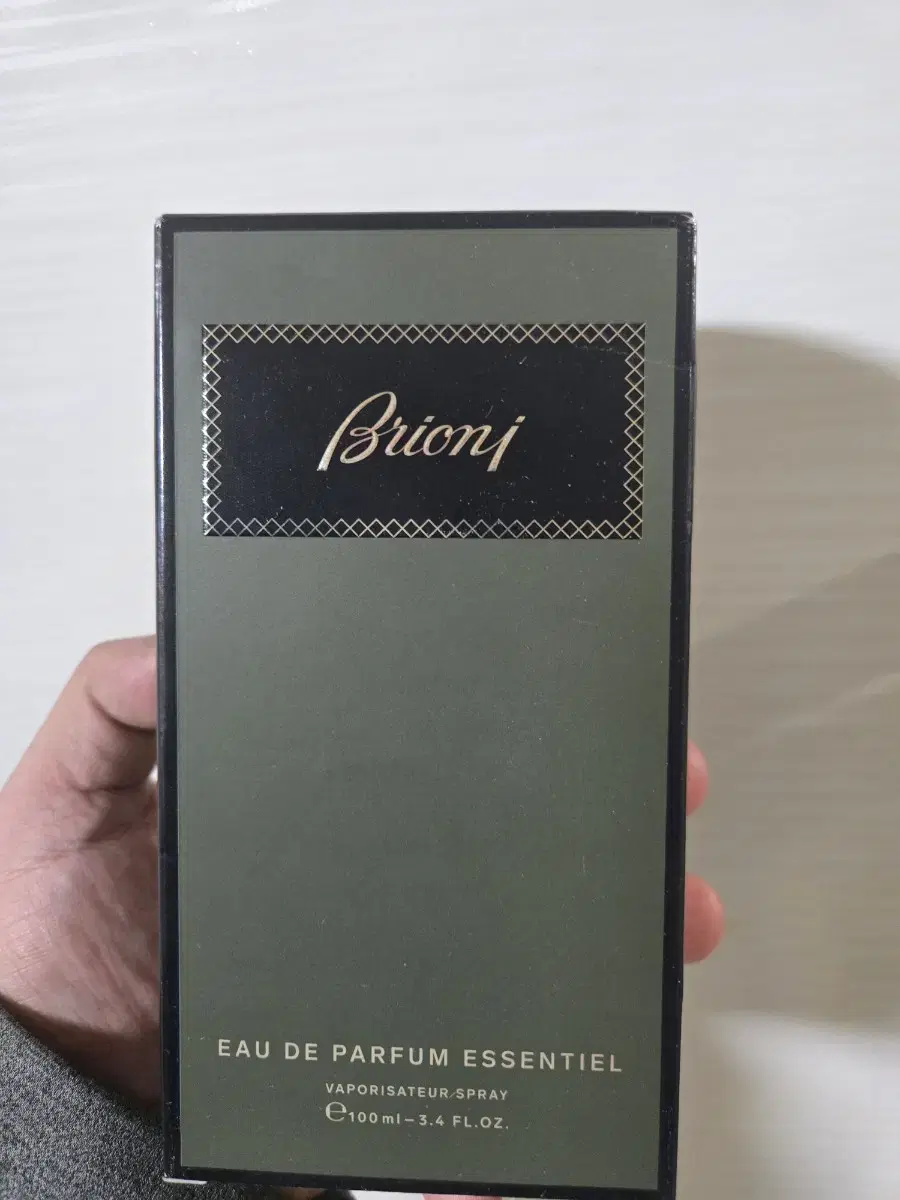 Brioni
EAU DE PARFUM ESSENTIEL
VAPORISATEUR/SPRAY
℮100ml–3.4 FL.OZ.